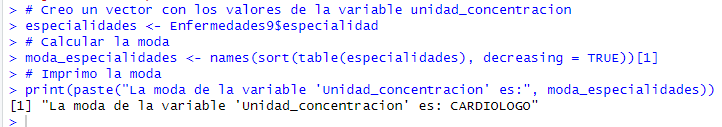 > # Creo un vector con los valores de la variable unidad_concentracion
> especialidades <- Enfermedades9$especialidad
> # Calcular la moda
> moda_especialidades <- names(sort(table(especialidades), decreasing = TRUE))[1]
> # Imprimo la moda
> print(paste("La moda de la variable 'Unidad_concentracion' es:", moda_especialidades))
[1] "La moda de la variable 'Unidad_concentracion' es: CARDIOLOGO"
>